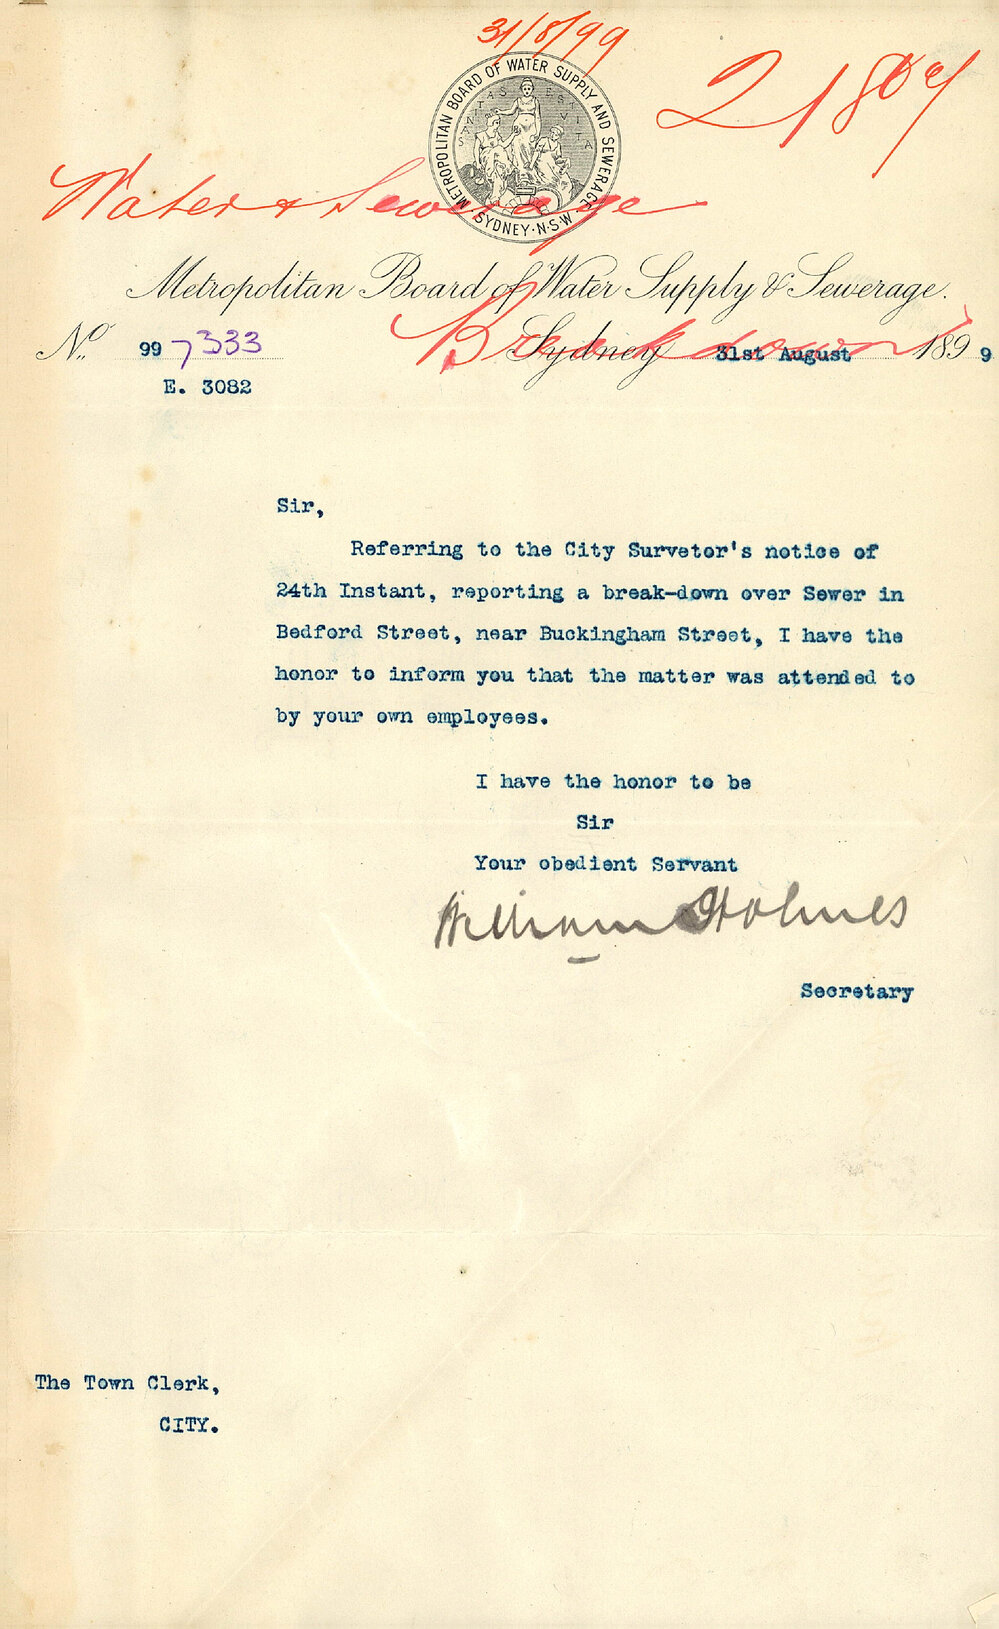 31/8/99
2180
METROPOLITAN BOARD OF WATER SUPPLY AND SEWERAGE
SANITAS
VITA
· SYDNEY · N · S · W ·
Water & Sewerage
Metropolitan Board of Water Supply & Sewerage.
Break down
No. 99 7333 Sydney 31st August 1899
E. 3082
Sir,
Referring to the City Survetor's notice of
24th Instant, reporting a break-down over Sewer in
Bedford Street, near Buckingham Street, I have the
honor to inform you that the matter was attended to
by your own employees.
I have the honor to be
Sir
Your obedient Servant
William Holmes
Secretary
The Town Clerk,
CITY.